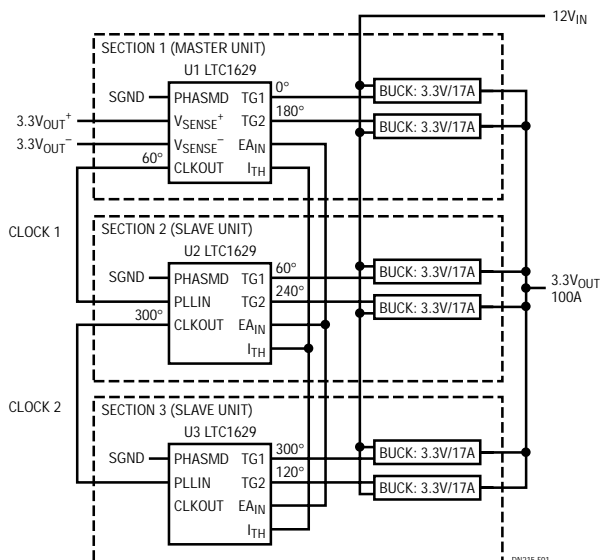 12VIN
SECTION 1 (MASTER UNIT)
U1 LTC1629
SGND
PHASMD TG1
0°
BUCK: 3.3V/17A
3.3VOUT+
VSENSE+ TG2
180°
BUCK: 3.3V/17A
3.3VOUT−
VSENSE− EAIN
60°
CLKOUT ITH
CLOCK 1
SECTION 2 (SLAVE UNIT)
U2 LTC1629
SGND
PHASMD TG1
60°
BUCK: 3.3V/17A
PLLIN TG2
240°
BUCK: 3.3V/17A
3.3VOUT
100A
300°
CLKOUT EAIN
ITH
CLOCK 2
SECTION 3 (SLAVE UNIT)
U3 LTC1629
SGND
PHASMD TG1
300°
BUCK: 3.3V/17A
PLLIN TG2
120°
BUCK: 3.3V/17A
CLKOUT EAIN
ITH
DN215 F01